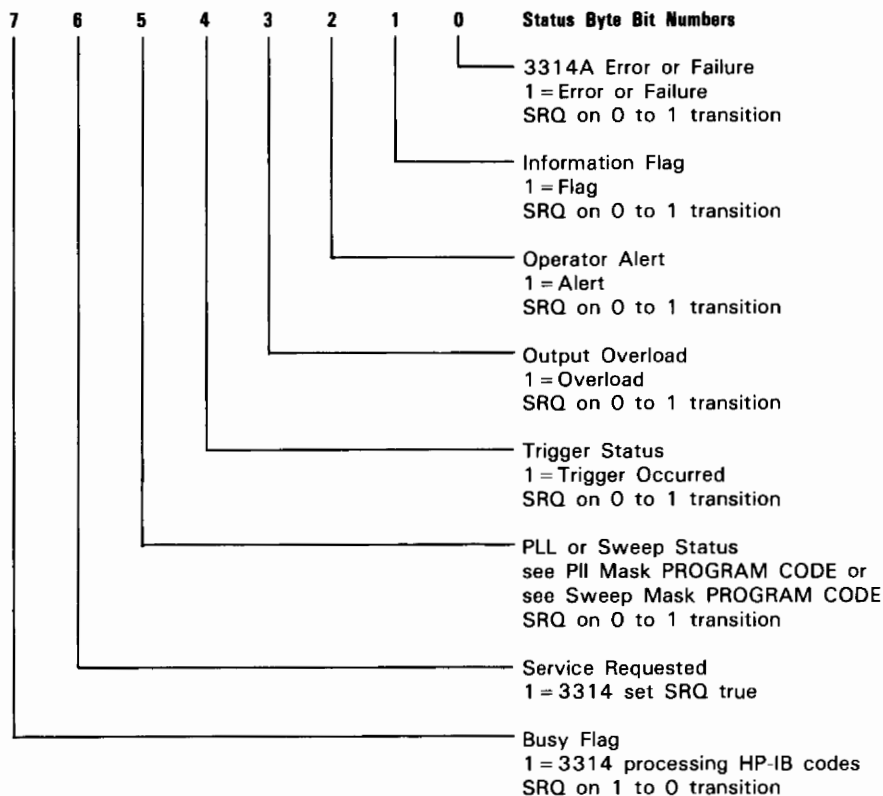 7 6 5 4 3 2 1 0 Status Byte Bit Numbers
3314A Error or Failure
1 = Error or Failure
SRQ on 0 to 1 transition
Information Flag
1 = Flag
SRQ on 0 to 1 transition
Operator Alert
1 = Alert
SRQ on 0 to 1 transition
Output Overload
1 = Overload
SRQ on 0 to 1 transition
Trigger Status
1 = Trigger Occurred
SRQ on 0 to 1 transition
PLL or Sweep Status
see Pll Mask PROGRAM CODE or
see Sweep Mask PROGRAM CODE
SRQ on 0 to 1 transition
Service Requested
1 = 3314 set SRQ true
Busy Flag
1 = 3314 processing HP-IB codes
SRQ on 1 to 0 transition